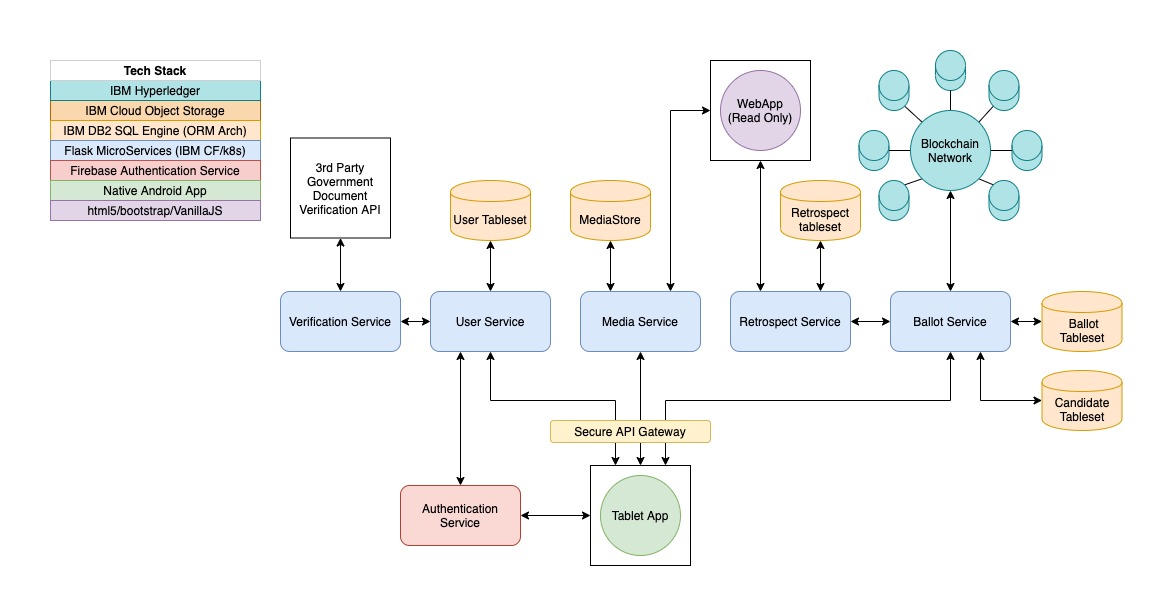 Tech Stack
IBM Hyperledger
IBM Cloud Object Storage
IBM DB2 SQL Engine (ORM Arch)
Flask MicroServices (IBM CF/k8s)
Firebase Authentication Service
Native Android App
html5/bootstrap/VanillaJS
3rd Party
Government
Document
Verification API
User Tableset
MediaStore
WebApp
(Read Only)
Retrospect
tableset
Blockchain
Network
Verification Service
User Service
Media Service
Retrospect Service
Ballot Service
Ballot
Tableset
Candidate
Tableset
Secure API Gateway
Authentication
Service
Tablet App